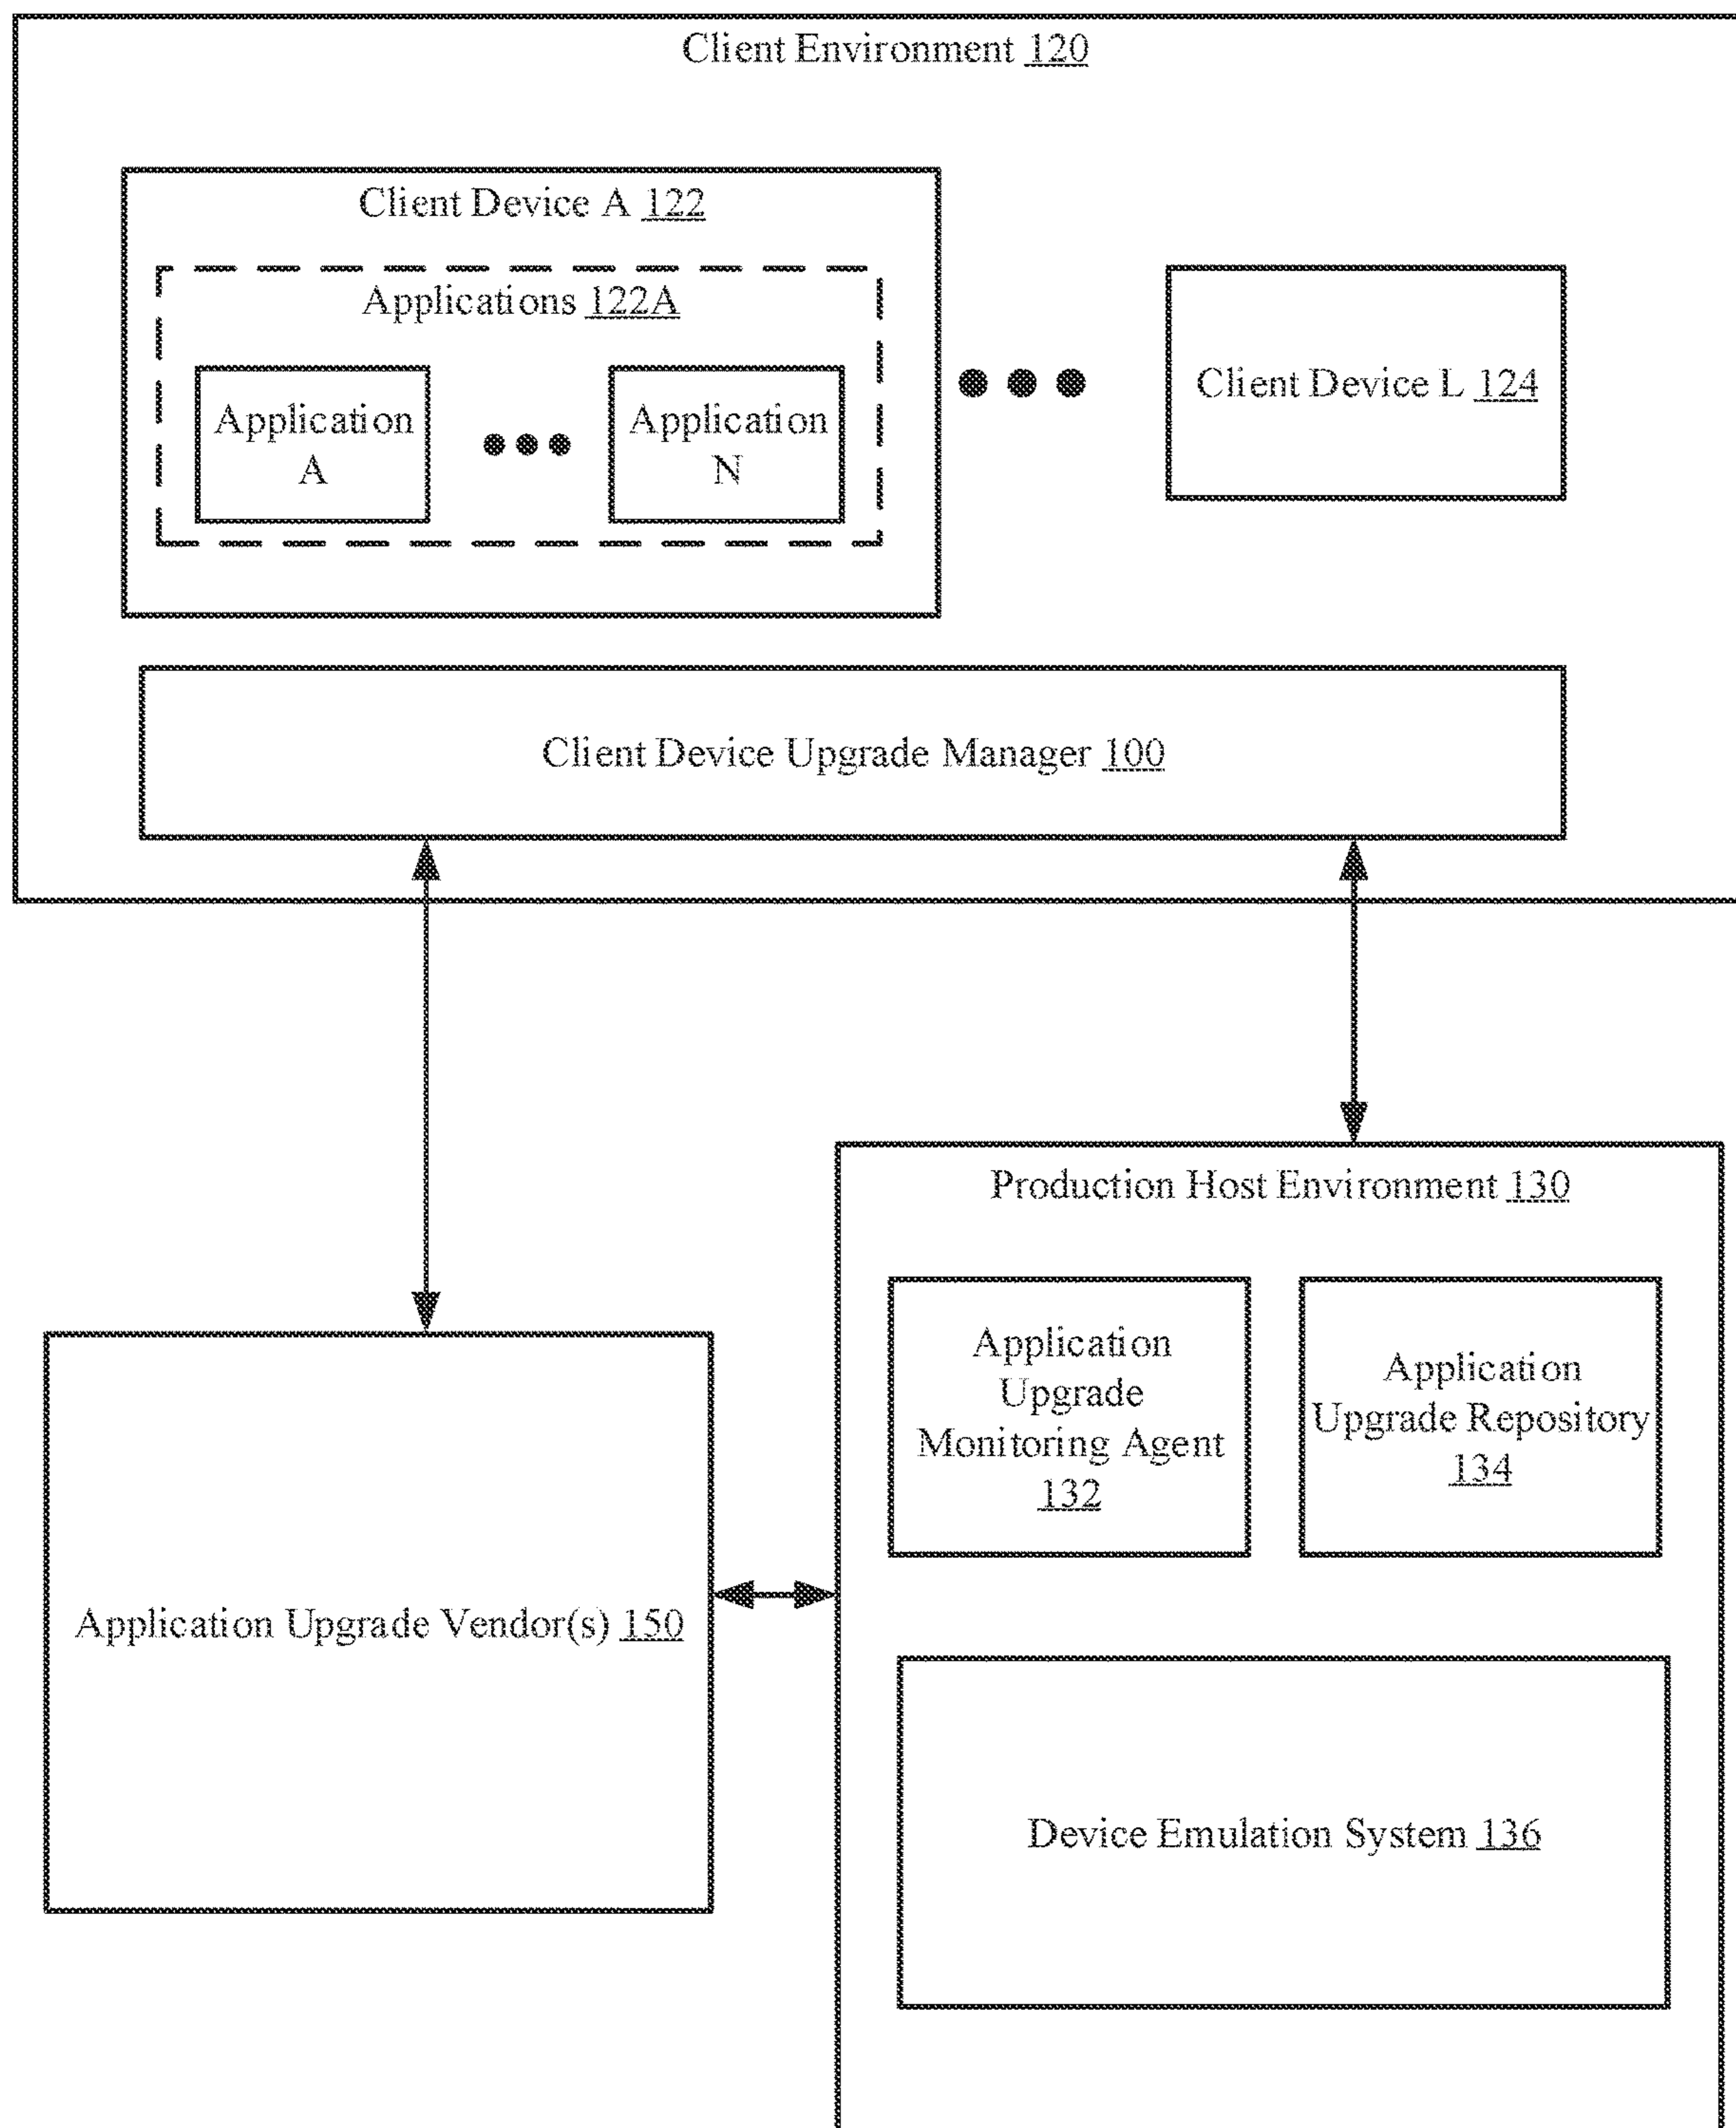 Client Environment 120
Client Device A 122
Applications 122A
Application
A
Application
N
Client Device L 124
Client Device Upgrade Manager 100
Production Host Environment 130
Application
Upgrade
Monitoring Agent
132
Application
Upgrade Repository
134
Application Upgrade Vendor(s) 150
Device Emulation System 136